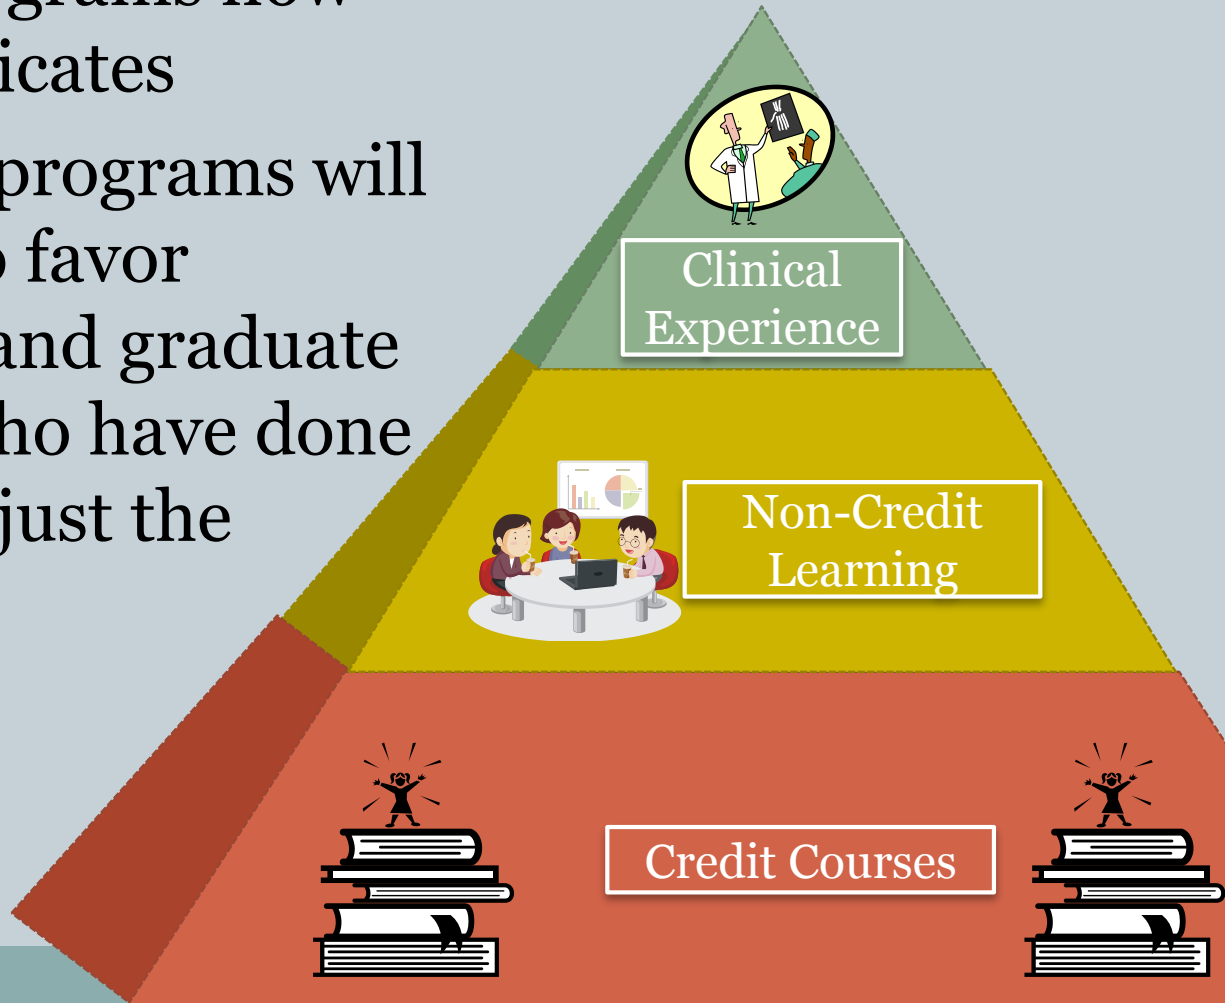 icates
programs will
favor
and graduate
ho have done
just the
Clinical
Experience
Non-Credit
Learning
Credit Courses